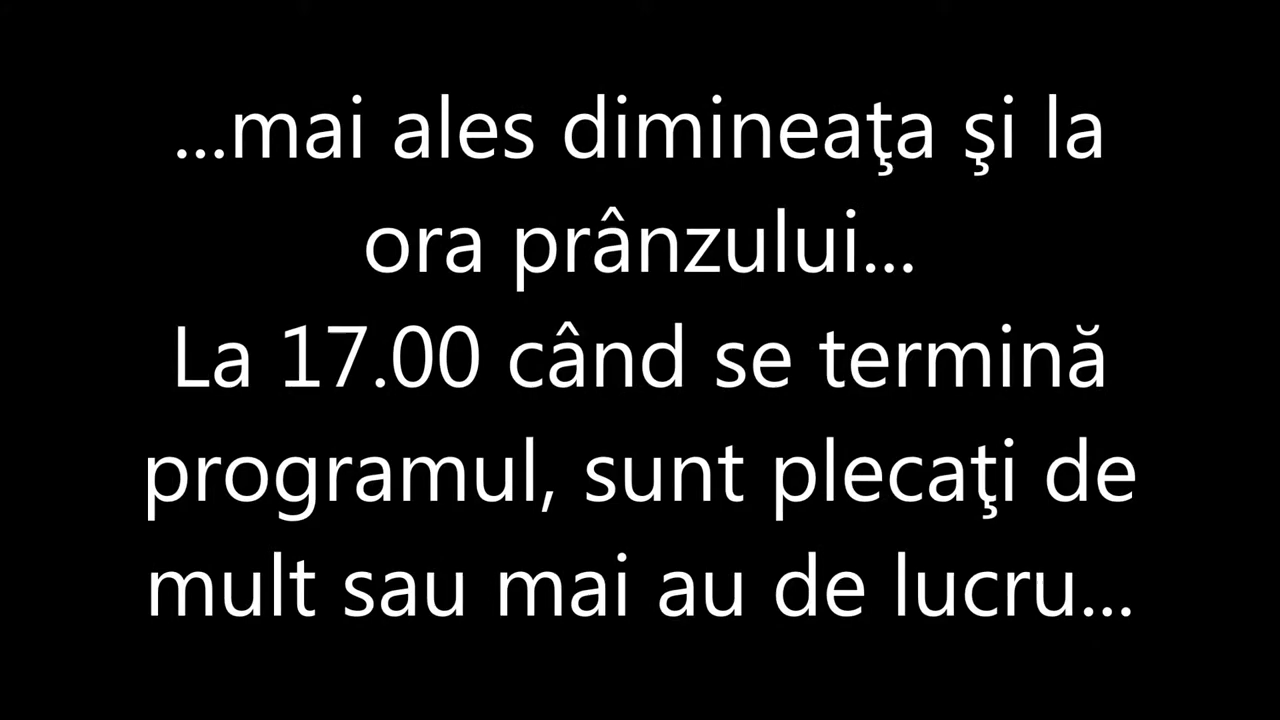 ...mai ales dimineaţa şi la
ora prânzului...
La 17.00 când se termină
programul, sunt plecaţi de
mult sau mai au de lucru...